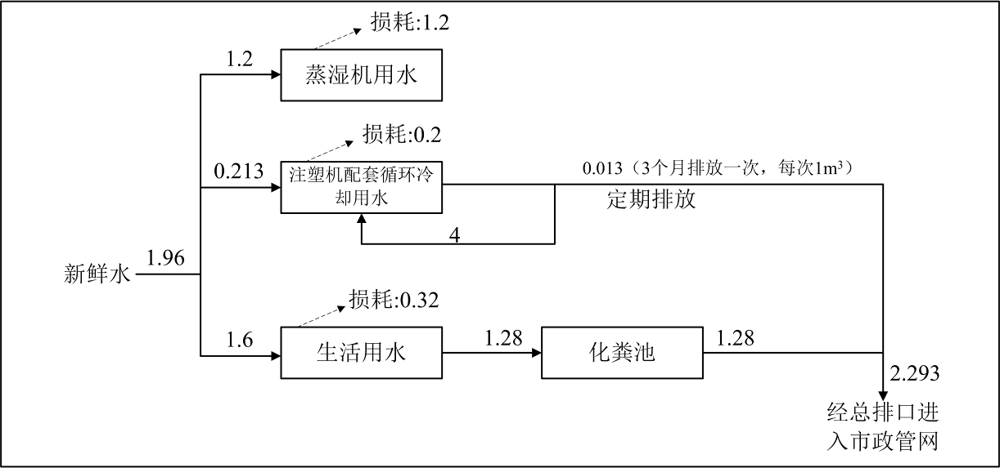 损耗:1.2
1.2
蒸湿机用水
损耗:0.2
0.213
注塑机配套循环冷
却用水
0.013（3个月排放一次，每次1m³）
定期排放
4
新鲜水
1.96
损耗:0.32
1.6
生活用水
1.28
化粪池
1.28
2.293
经总排口进
入市政管网